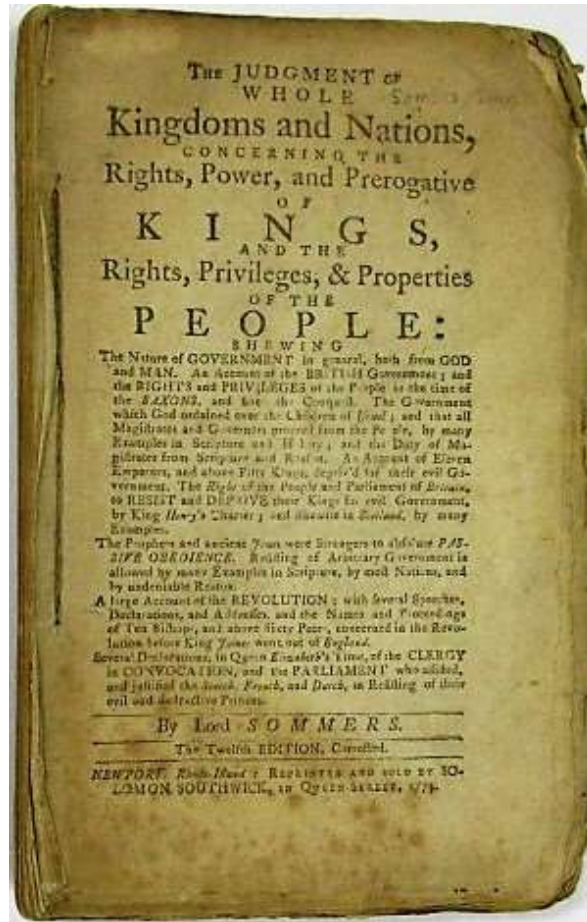 The JUDGMENT of
WHOLE
Kingdoms and Nations,
CONCERNING THE
Rights, Power, and Prerogative
OF
KINGS,
AND THE
Rights, Privileges, & Properties
OF THE
PEOPLE:
SHEWING
The Nature of GOVERNMENT in general, both from GOD
and MAN. An Account of the BRITISH Government; and
the RIGHTS and PRIVILEGES of the People in the time of
the SAXONS, and since the Conquest. The Government
which God ordained over the Children of Israel; and that all
Magistrates and Governors proceed from the People, by many
Examples in Scripture and History; and the Duty of Ma-
gistrates from Scripture and Reason. An Account of Eleven
Emperors, and above Fifty Kings, depriv'd for their evil Go-
vernment. The Right of the People and Parliament of Britain,
to RESIST and DEPRIVE their Kings for evil Government,
by King Henry's Charter; and likewise in Scotland, by many
Examples.
The Prophets and ancient Jews were Strangers to absolute PAS-
SIVE OBEDIENCE. Resisting of Arbitrary Government is
allowed by many Examples in Scripture, by most Nations, and
by undeniable Reason.
A large Account of the REVOLUTION; with several Speeches,
Declarations, and Addresses, and the Names and Proceedings
of Ten Bishops, and above Sixty Peers, concerned in the Revo-
lution before King James went out of England.
Several Declarations, in Queen Elizabeth's Time, of the CLERGY
in CONVOCATION, and the PARLIAMENT who assisted,
and justified the Scotch, French, and Dutch, in Resisting of their
evil and destructive Princes.
By Lord SOMMERS.
The Twelfth EDITION, Corrected.
NEWPORT, Rhode-Island: REPRINTED AND SOLD BY SO-
LOMON SOUTHWICK, IN QUEEN STREET,